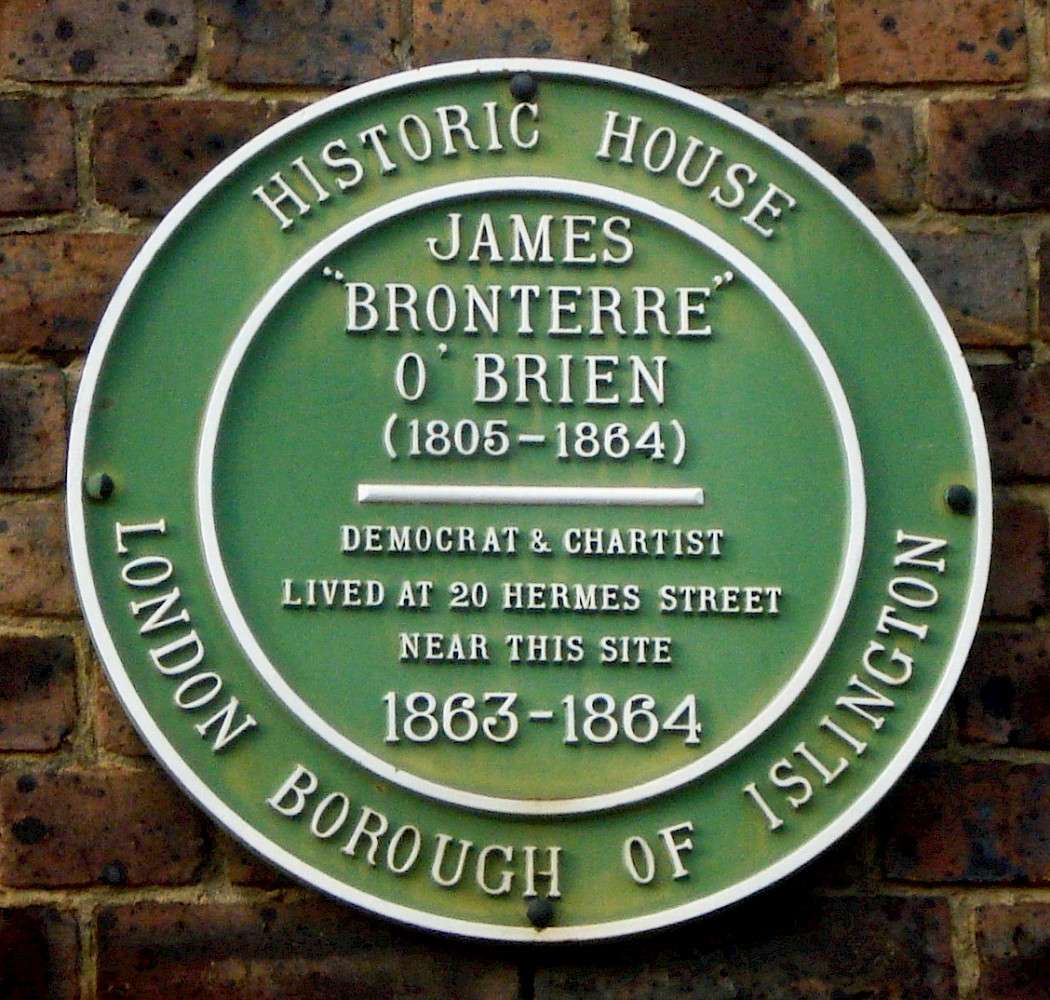 HISTORIC HOUSE
JAMES
"BRONTERRE"
O'BRIEN
(1805-1864)
DEMOCRAT & CHARTIST
LIVED AT 20 HERMES STREET
NEAR THIS SITE
1863-1864
LONDON BOROUGH OF ISLINGTON